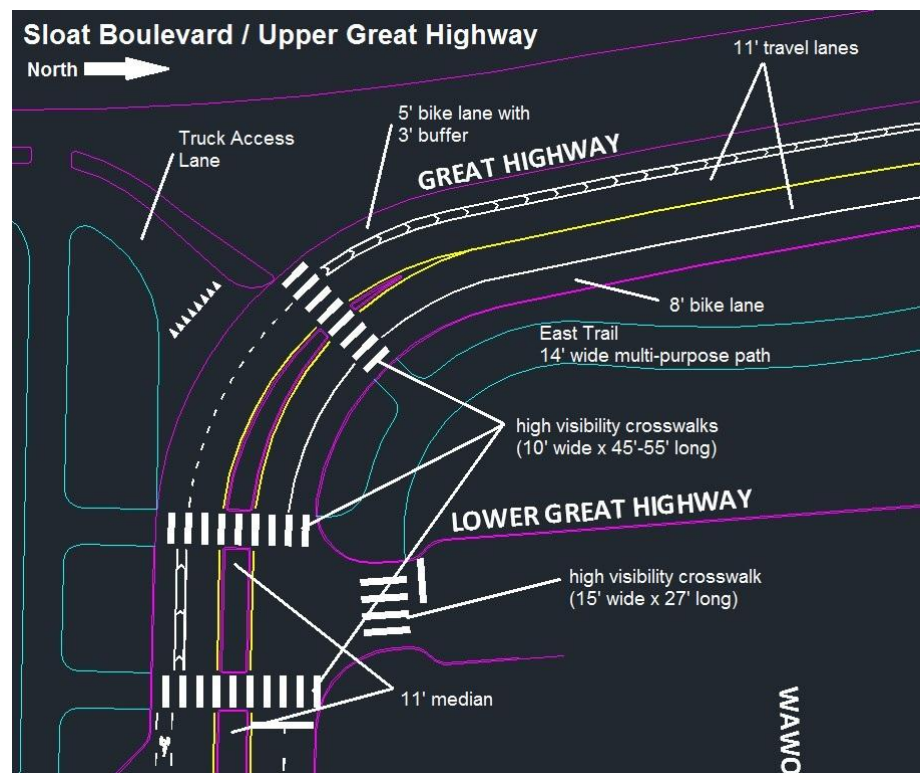 Sloat Boulevard / Upper Great Highway
North
11' travel lanes
5' bike lane with
3' buffer
Truck Access
Lane
GREAT HIGHWAY
8' bike lane
East Trail
14' wide multi-purpose path
high visibility crosswalks
(10' wide x 45'-55' long)
LOWER GREAT HIGHWAY
high visibility crosswalk
(15' wide x 27' long)
11' median
WAWO